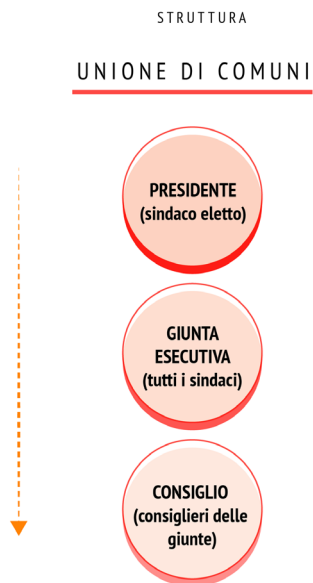 STRUTTURA
UNIONE DI COMUNI
PRESIDENTE
(sindaco eletto)
GIUNTA
ESECUTIVA
(tutti i sindaci)
CONSIGLIO
(consiglieri delle
giunte)